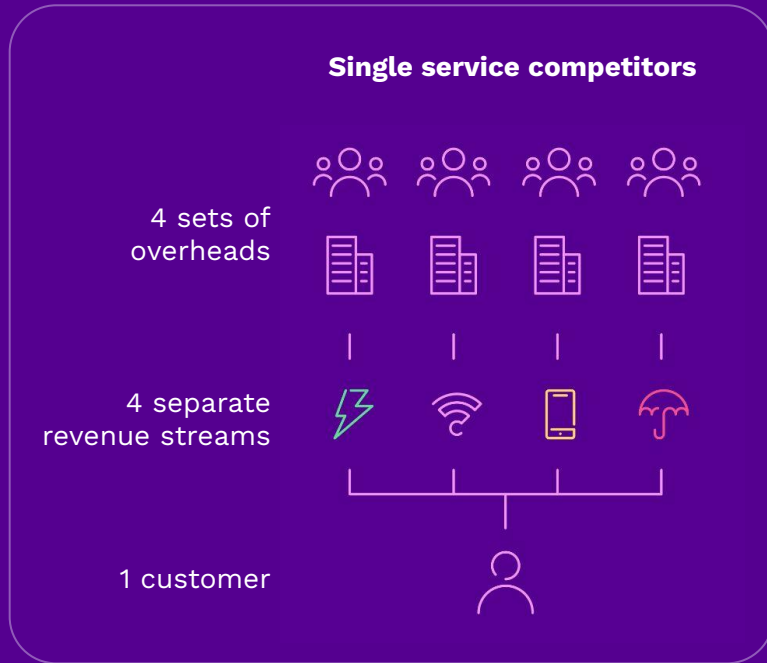 Single service competitors
4 sets of
overheads
4 separate
revenue streams
1 customer